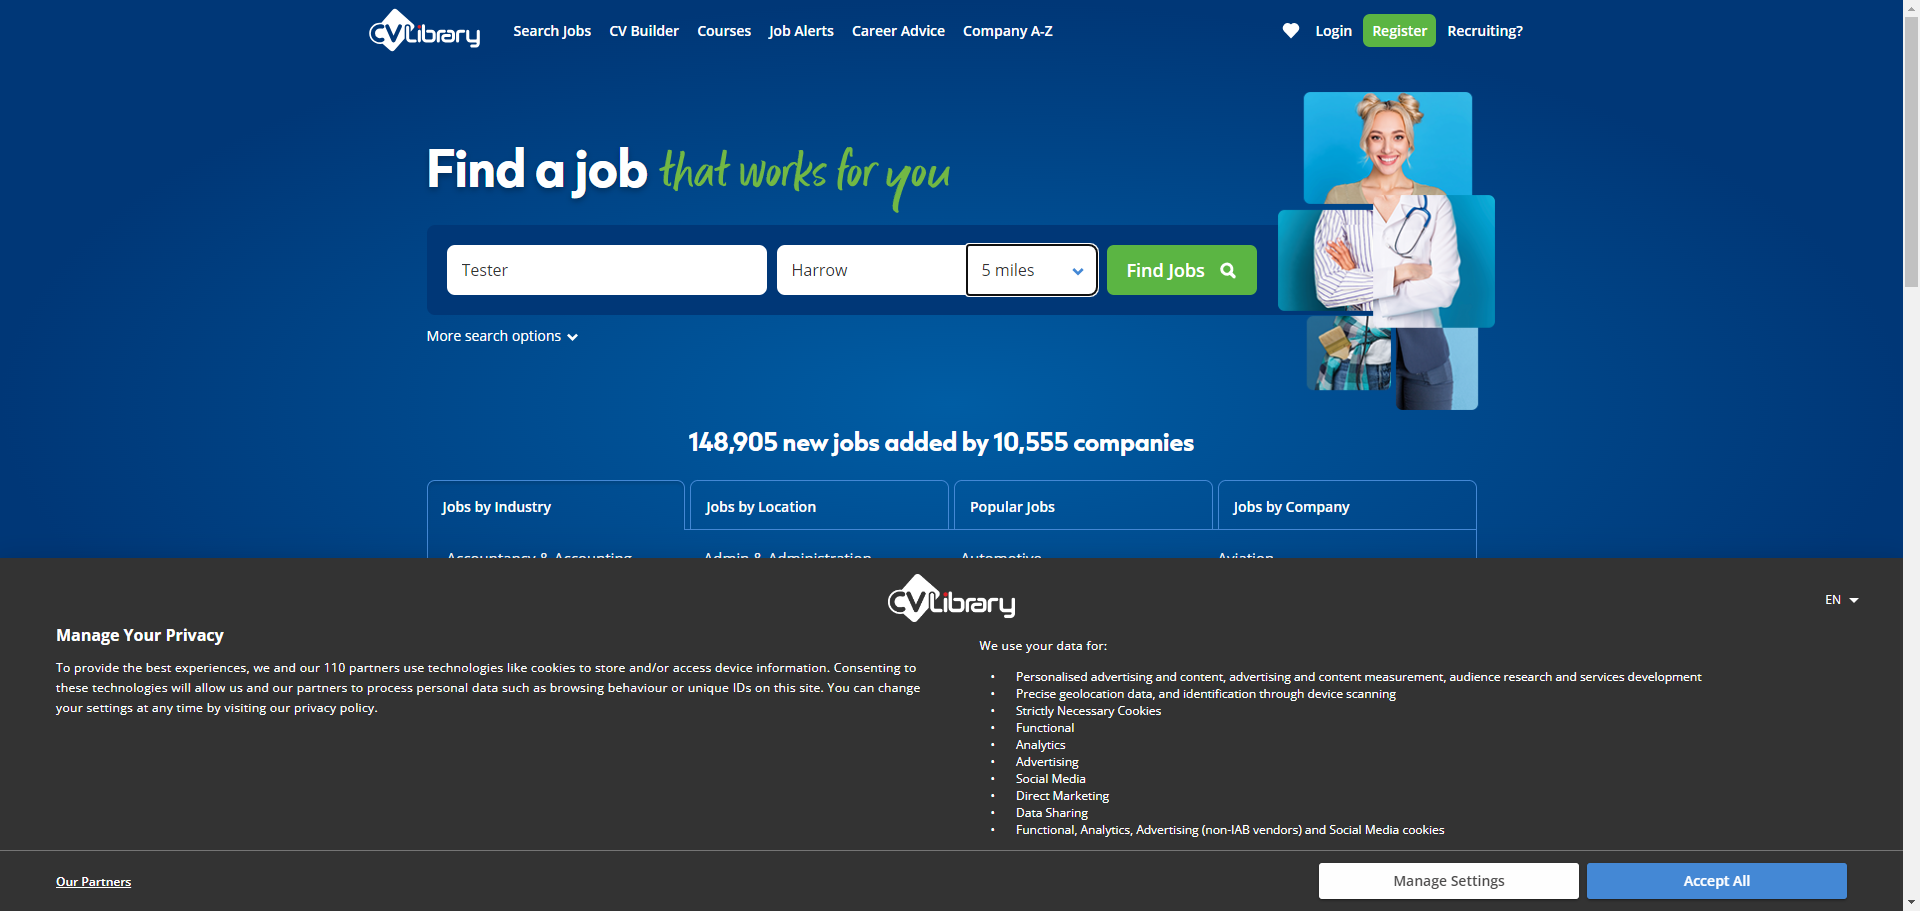 CVLibrary
Search Jobs
CV Builder
Courses
Job Alerts
Career Advice
Company A-Z
Login
Register
Recruiting?
Find a job that works for you
Tester
Harrow
5 miles
Find Jobs
More search options
148,905 new jobs added by 10,555 companies
Jobs by Industry
Jobs by Location
Popular Jobs
Jobs by Company
Accountancy & Accounting
Admin & Administration
Automotive
Aviation
CVLibrary
EN
Manage Your Privacy
To provide the best experiences, we and our 110 partners use technologies like cookies to store and/or access device information. Consenting to
these technologies will allow us and our partners to process personal data such as browsing behaviour or unique IDs on this site. You can change
your settings at any time by visiting our privacy policy.
We use your data for:
• Personalised advertising and content, advertising and content measurement, audience research and services development
• Precise geolocation data, and identification through device scanning
• Strictly Necessary Cookies
• Functional
• Analytics
• Advertising
• Social Media
• Direct Marketing
• Data Sharing
• Functional, Analytics, Advertising (non-IAB vendors) and Social Media cookies
Our Partners
Manage Settings
Accept All